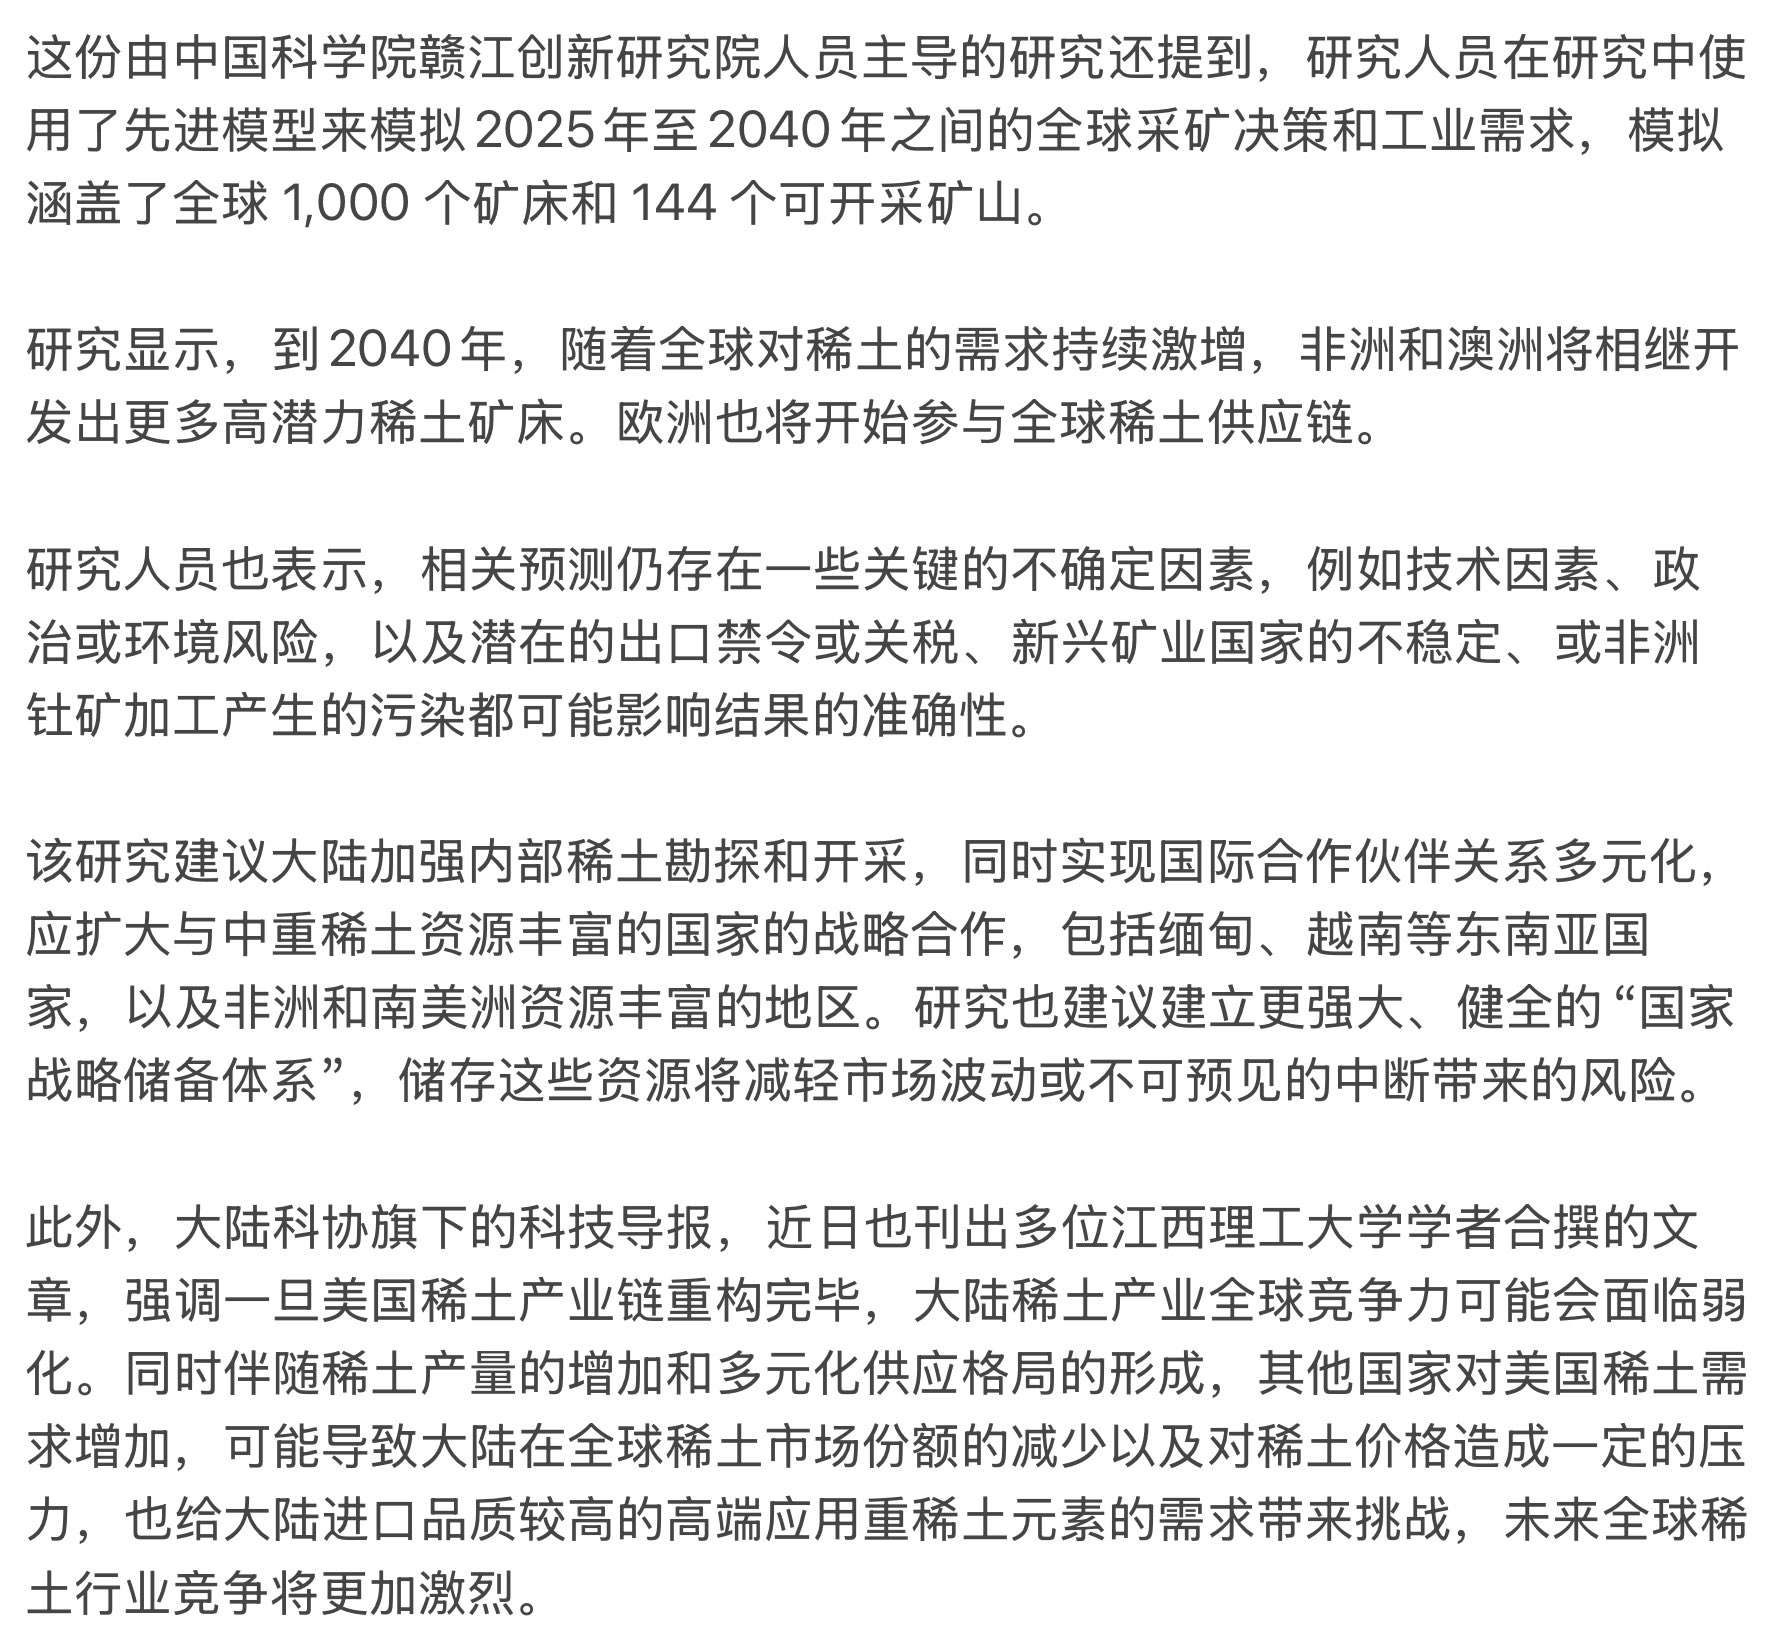 这份由中国科学院赣江创新研究院人员主导的研究还提到，研究人员在研究中使
用了先进模型来模拟2025年至2040年之间的全球采矿决策和工业需求，模拟
涵盖了全球 1,000 个矿床和 144 个可开采矿山。
研究显示，到2040年，随着全球对稀土的需求持续激增，非洲和澳洲将相继开
发出更多高潜力稀土矿床。欧洲也将开始参与全球稀土供应链。
研究人员也表示，相关预测仍存在一些关键的不确定因素，例如技术因素、政
治或环境风险，以及潜在的出口禁令或关税、新兴矿业国家的不稳定、或非洲
钍矿加工产生的污染都可能影响结果的准确性。
该研究建议大陆加强内部稀土勘探和开采，同时实现国际合作伙伴关系多元化，
应扩大与中重稀土资源丰富的国家的战略合作，包括缅甸、越南等东南亚国
家，以及非洲和南美洲资源丰富的地区。研究也建议建立更强大、健全的 “国家
战略储备体系”，储存这些资源将减轻市场波动或不可预见的中断带来的风险。
此外，大陆科协旗下的科技导报，近日也刊出多位江西理工大学学者合撰的文
章，强调一旦美国稀土产业链重构完毕，大陆稀土产业全球竞争力可能会面临弱
化。同时伴随稀土产量的增加和多元化供应格局的形成，其他国家对美国稀土需
求增加，可能导致大陆在全球稀土市场份额的减少以及对稀土价格造成一定的压
力，也给大陆进口品质较高的高端应用重稀土元素的需求带来挑战，未来全球稀
土行业竞争将更加激烈。